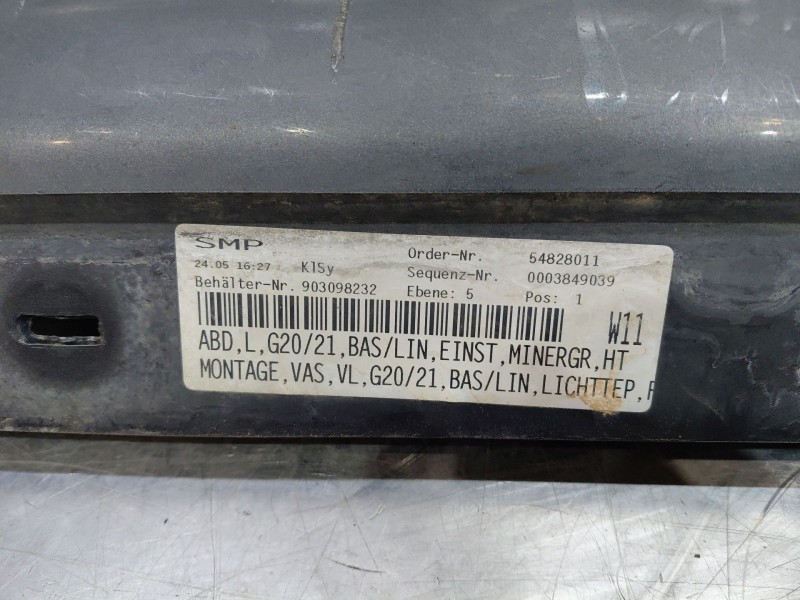 SMP Order-Nr. 54828011
24.05 16:27 KlSy Sequenz-Nr. 0003849039
Behälter-Nr. 903098232 Ebene: 5 Pos: 1
W11
ABD,L,G20/21,BAS/LIN,EINST,MINERGR,HT
MONTAGE,VAS,VL,G20/21,BAS/LIN,LICHTTEP,